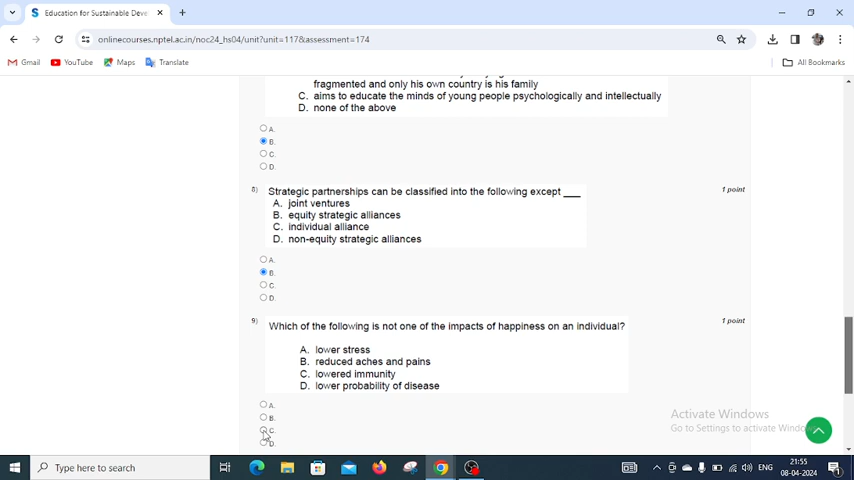 Education for Sustainable Deve
onlinecourses.nptel.ac.in/noc24_hs04/unit?unit=117&assessment=174
Gmail YouTube Maps Translate All Bookmarks
fragmented and only his own country is his family
C. aims to educate the minds of young people psychologically and intellectually
D. none of the above
A.
B.
C.
D.
8) Strategic partnerships can be classified into the following except ___ 1 point
A. joint ventures
B. equity strategic alliances
C. individual alliance
D. non-equity strategic alliances
A.
B.
C.
D.
9) Which of the following is not one of the impacts of happiness on an individual? 1 point
A. lower stress
B. reduced aches and pains
C. lowered immunity
D. lower probability of disease
A.
B.
C.
D.
Activate Windows
Go to Settings to activate Windo
Type here to search
ENG
21:55
08-04-2024